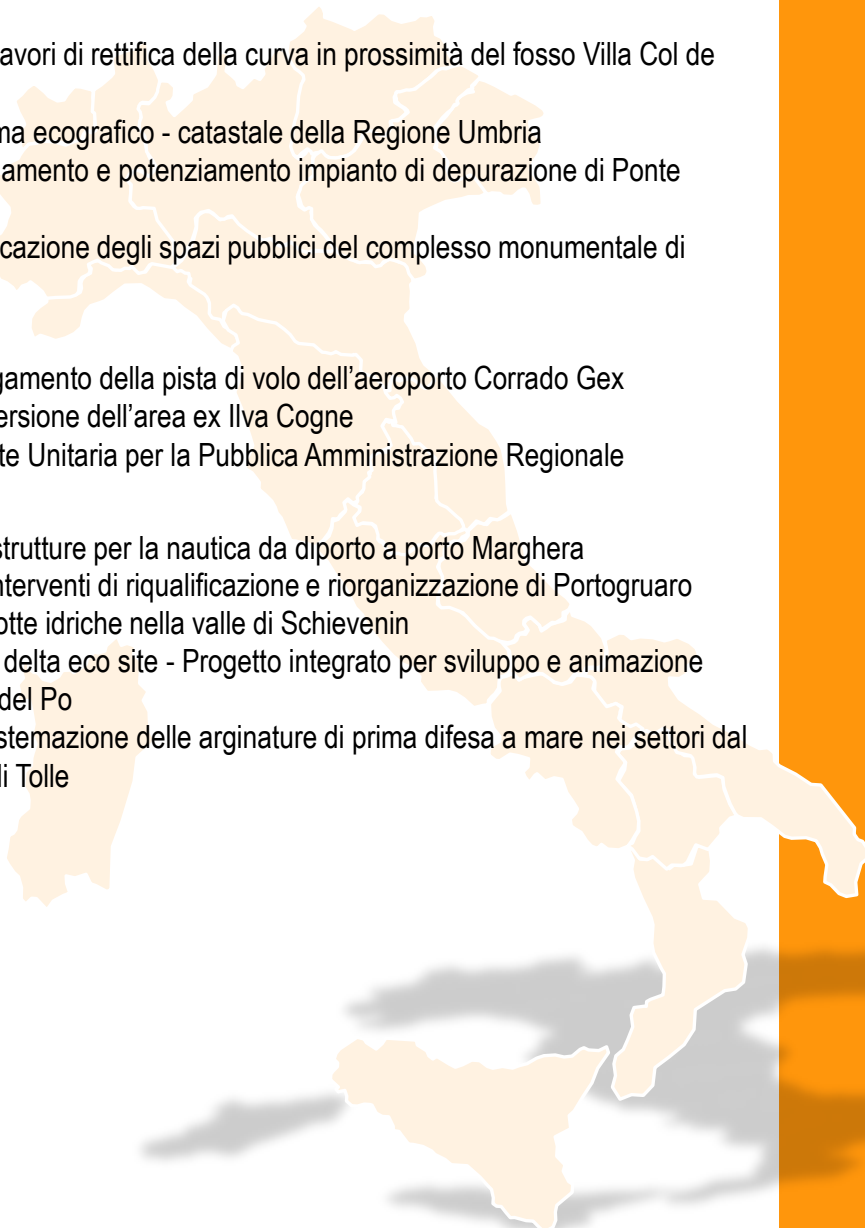 avori di rettifica della curva in prossimità del fosso Villa Col de
ma ecografico - catastale della Regione Umbria
amento e potenziamento impianto di depurazione di Ponte
cazione degli spazi pubblici del complesso monumentale di
gamento della pista di volo dell’aeroporto Corrado Gex
ersione dell’area ex Ilva Cogne
te Unitaria per la Pubblica Amministrazione Regionale
strutture per la nautica da diporto a porto Marghera
nterventi di riqualificazione e riorganizzazione di Portogruaro
otte idriche nella valle di Schievenin
delta eco site - Progetto integrato per sviluppo e animazione
del Po
stemazione delle arginature di prima difesa a mare nei settori dal
li Tolle